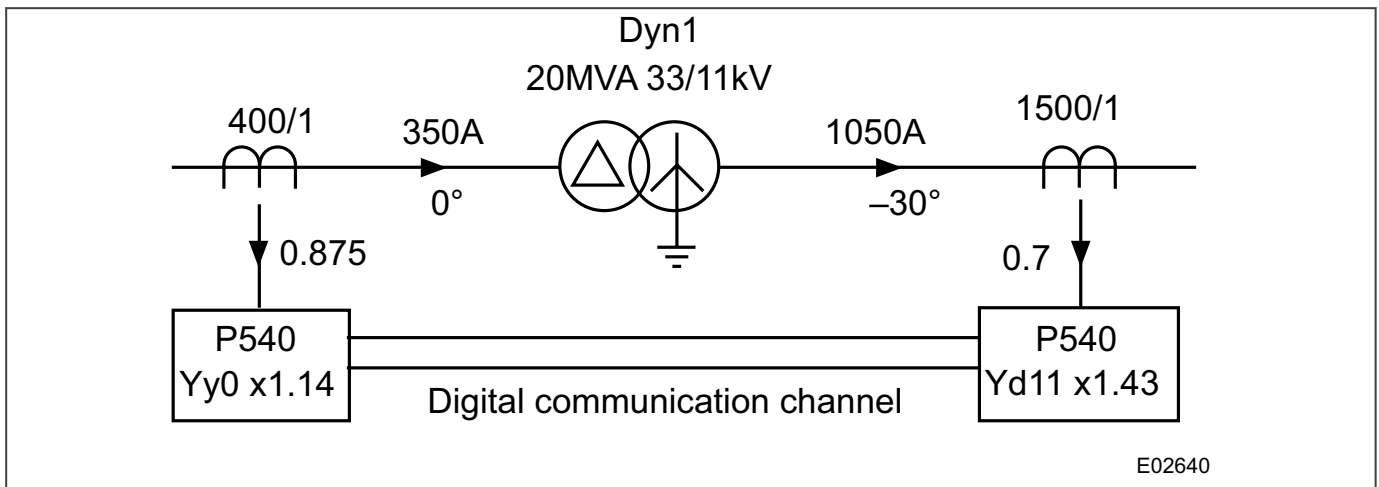 Dyn1
20MVA 33/11kV
400/1
350A
1050A
1500/1
0°
–30°
0.875
0.7
P540
Yy0 x1.14
Digital communication channel
P540
Yd11 x1.43
E02640